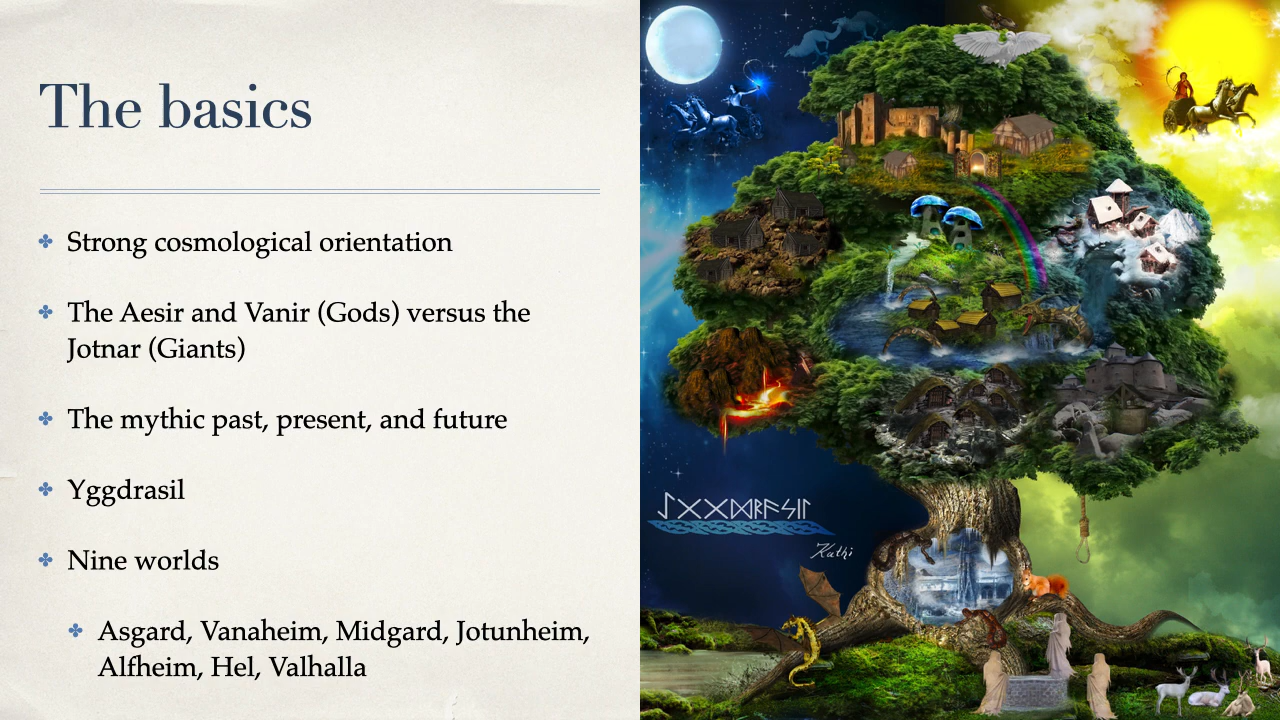 The basics
Strong cosmological orientation
The Aesir and Vanir (Gods) versus the
Jotnar (Giants)
The mythic past, present, and future
Yggdrasil
Nine worlds
Asgard, Vanaheim, Midgard, Jotunheim,
Alfheim, Hel, Valhalla
ᛇᚷᚷᛞᚱᚨᛊᛁᛚ
Kathi